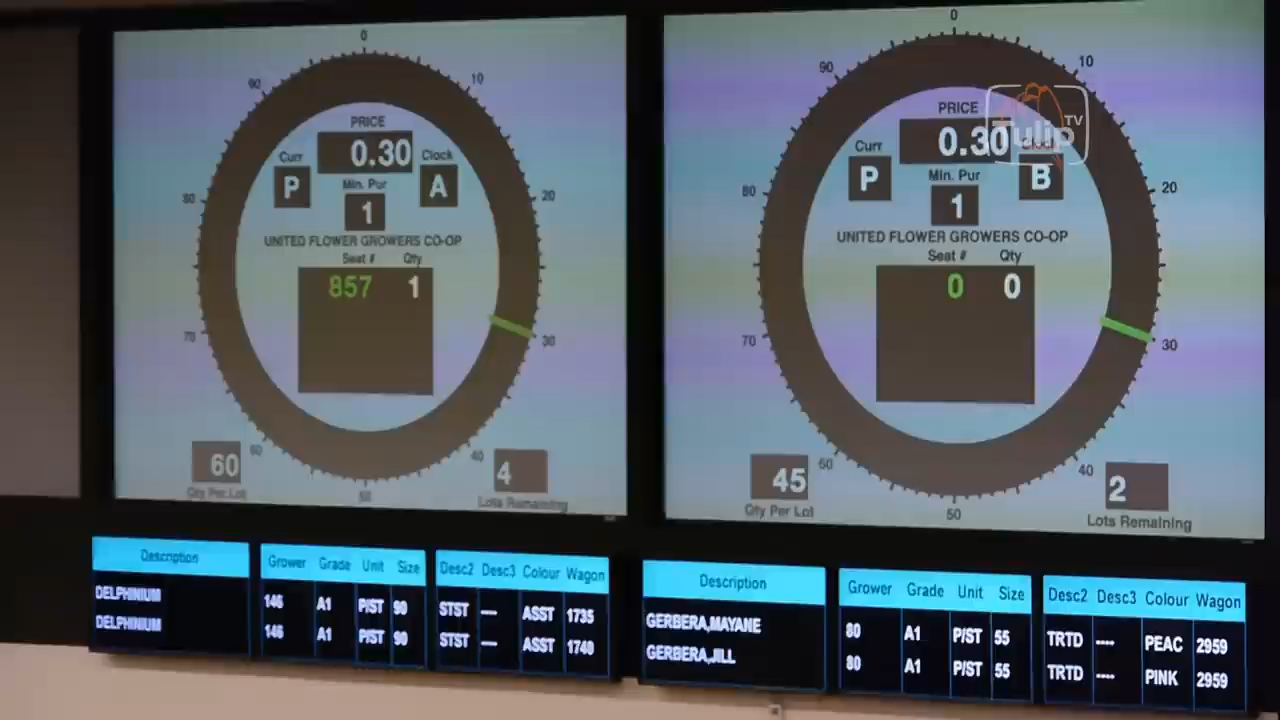 0
10
20
30
40
50
60
70
80
90
PRICE
0.30
Curr
P
Clock
A
Min. Pur
1
UNITED FLOWER GROWERS CO-OP
Seat # Qty
857 1
60
Qty Per Lot
4
Lots Remaining
0
10
20
30
40
50
60
70
80
90
Tulip TV
PRICE
0.30
Curr
P
Clock
B
Min. Pur
1
UNITED FLOWER GROWERS CO-OP
Seat # Qty
0 0
45
Qty Per Lot
2
Lots Remaining
Description Grower Grade Unit Size Desc2 Desc3 Colour Wagon
DELPHINIUM 146 A1 P/ST 90 STST ---- ASST 1735
DELPHINIUM 146 A1 P/ST 90 STST ---- ASST 1740
Description Grower Grade Unit Size Desc2 Desc3 Colour Wagon
GERBERA,MAYANE 80 A1 P/ST 55 TRTD ---- PEAC 2959
GERBERA,JILL 80 A1 P/ST 55 TRTD ---- PINK 2959